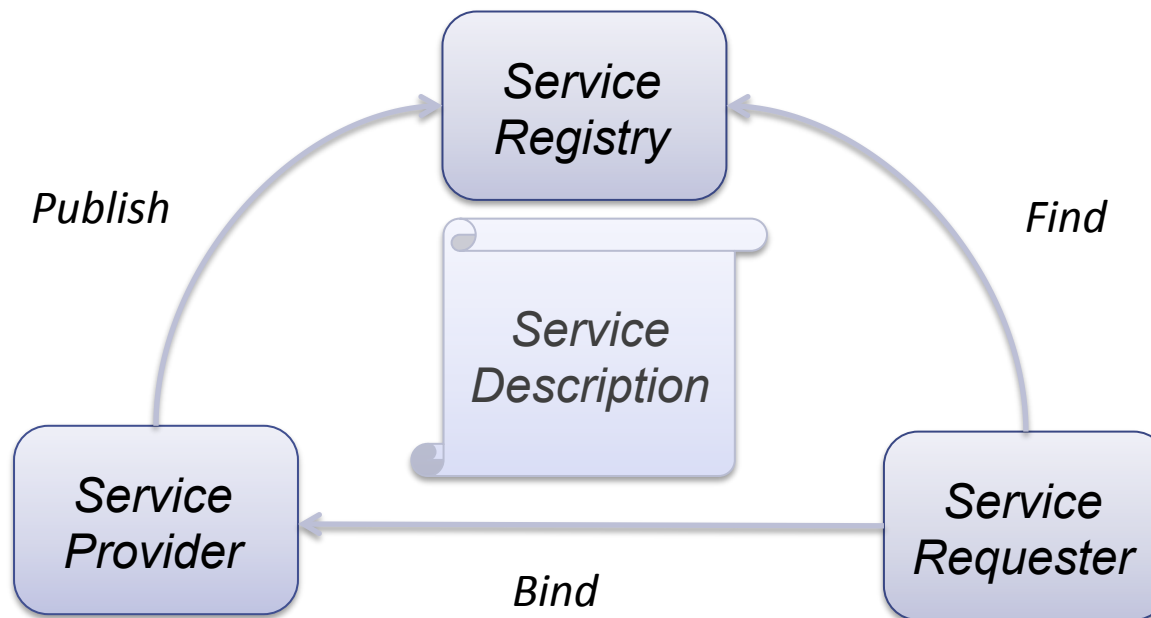 Service
Registry
Publish
Find
Service
Description
Service
Provider
Service
Requester
Bind